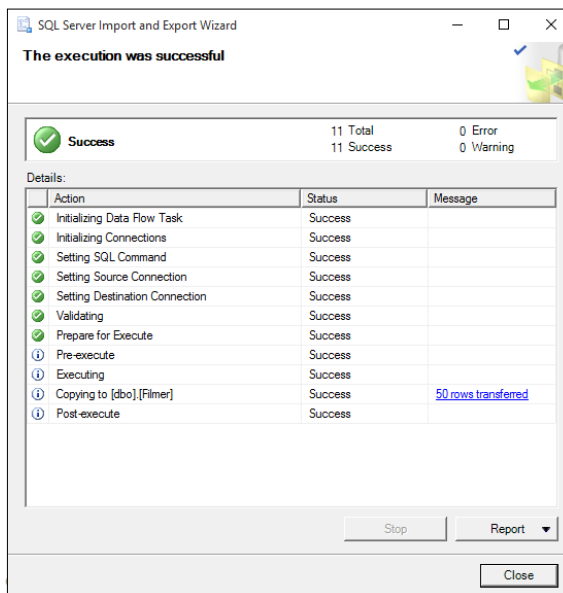 SQL Server Import and Export Wizard
The execution was successful
Success
11 Total 0 Error
11 Success 0 Warning
Details:
Action Status Message
Initializing Data Flow Task Success
Initializing Connections Success
Setting SQL Command Success
Setting Source Connection Success
Setting Destination Connection Success
Validating Success
Prepare for Execute Success
Pre-execute Success
Executing Success
Copying to [dbo].[Filmer] Success 50 rows transferred
Post-execute Success
Stop Report
Close